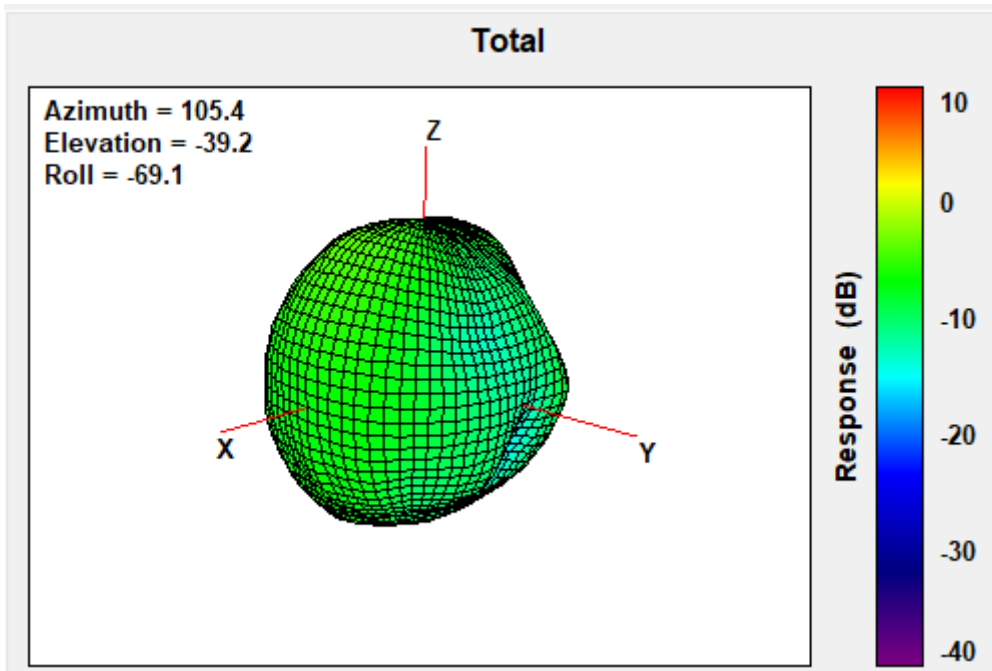 Total
Azimuth = 105.4
Elevation = -39.2
Roll = -69.1
Z
X
Y
10
0
-10
-20
-30
-40
Response (dB)